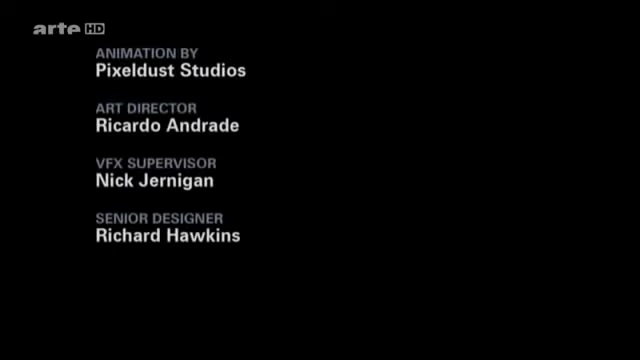 arte HD
ANIMATION BY
Pixeldust Studios
ART DIRECTOR
Ricardo Andrade
VFX SUPERVISOR
Nick Jernigan
SENIOR DESIGNER
Richard Hawkins